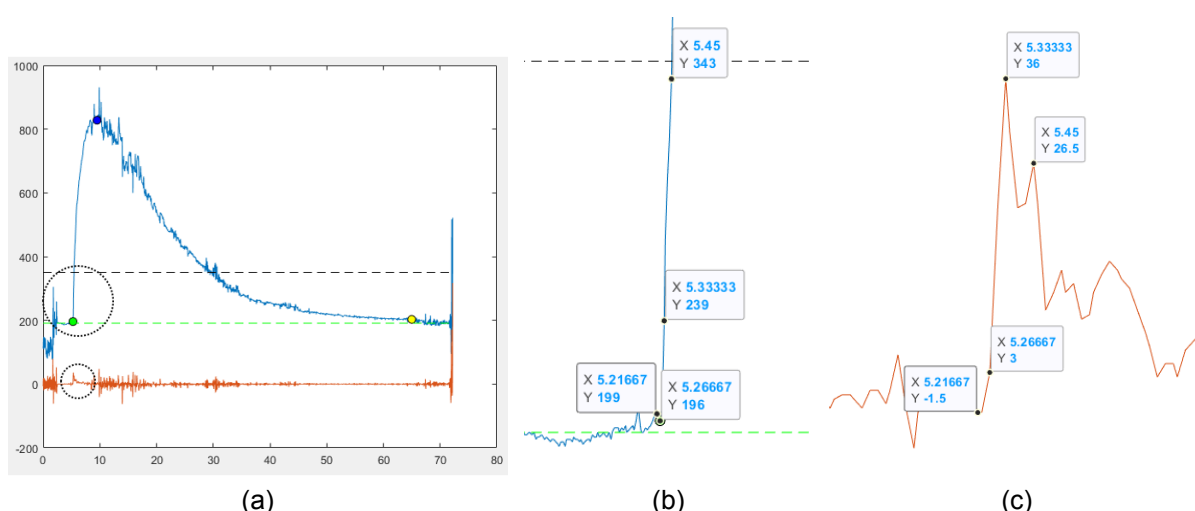 1000
800
600
400
200
0
-200
0 10 20 30 40 50 60 70 80
(a)
X 5.45
Y 343
X 5.33333
Y 239
X 5.21667
Y 199
X 5.26667
Y 196
(b)
X 5.33333
Y 36
X 5.45
Y 26.5
X 5.26667
Y 3
X 5.21667
Y -1.5
(c)